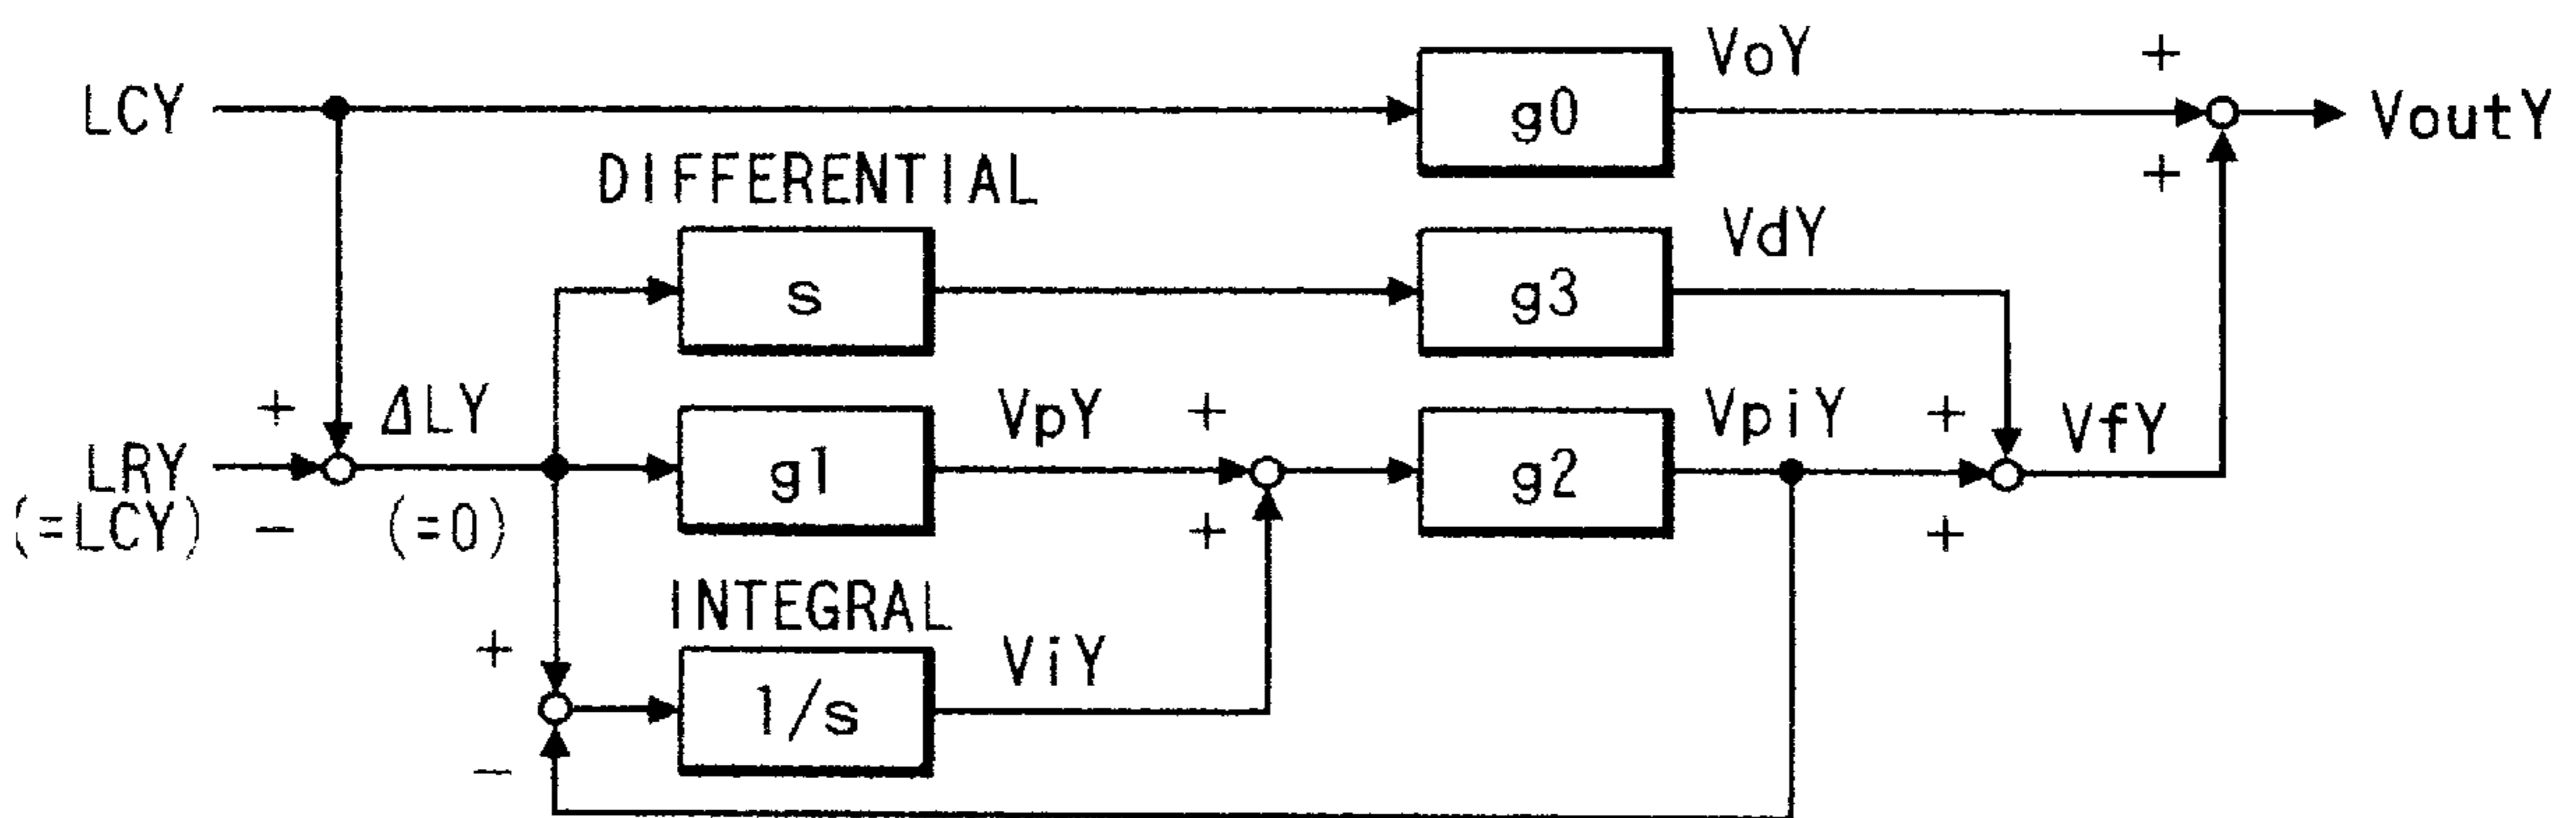 LCY
g0
VoY
+
+
VoutY
DIFFERENTIAL
s
g3
VdY
+
LRY
(=LCY)
−
ΔLY
(=0)
g1
VpY
+
+
g2
VpiY
+
+
VfY
INTEGRAL
+
−
1/s
ViY